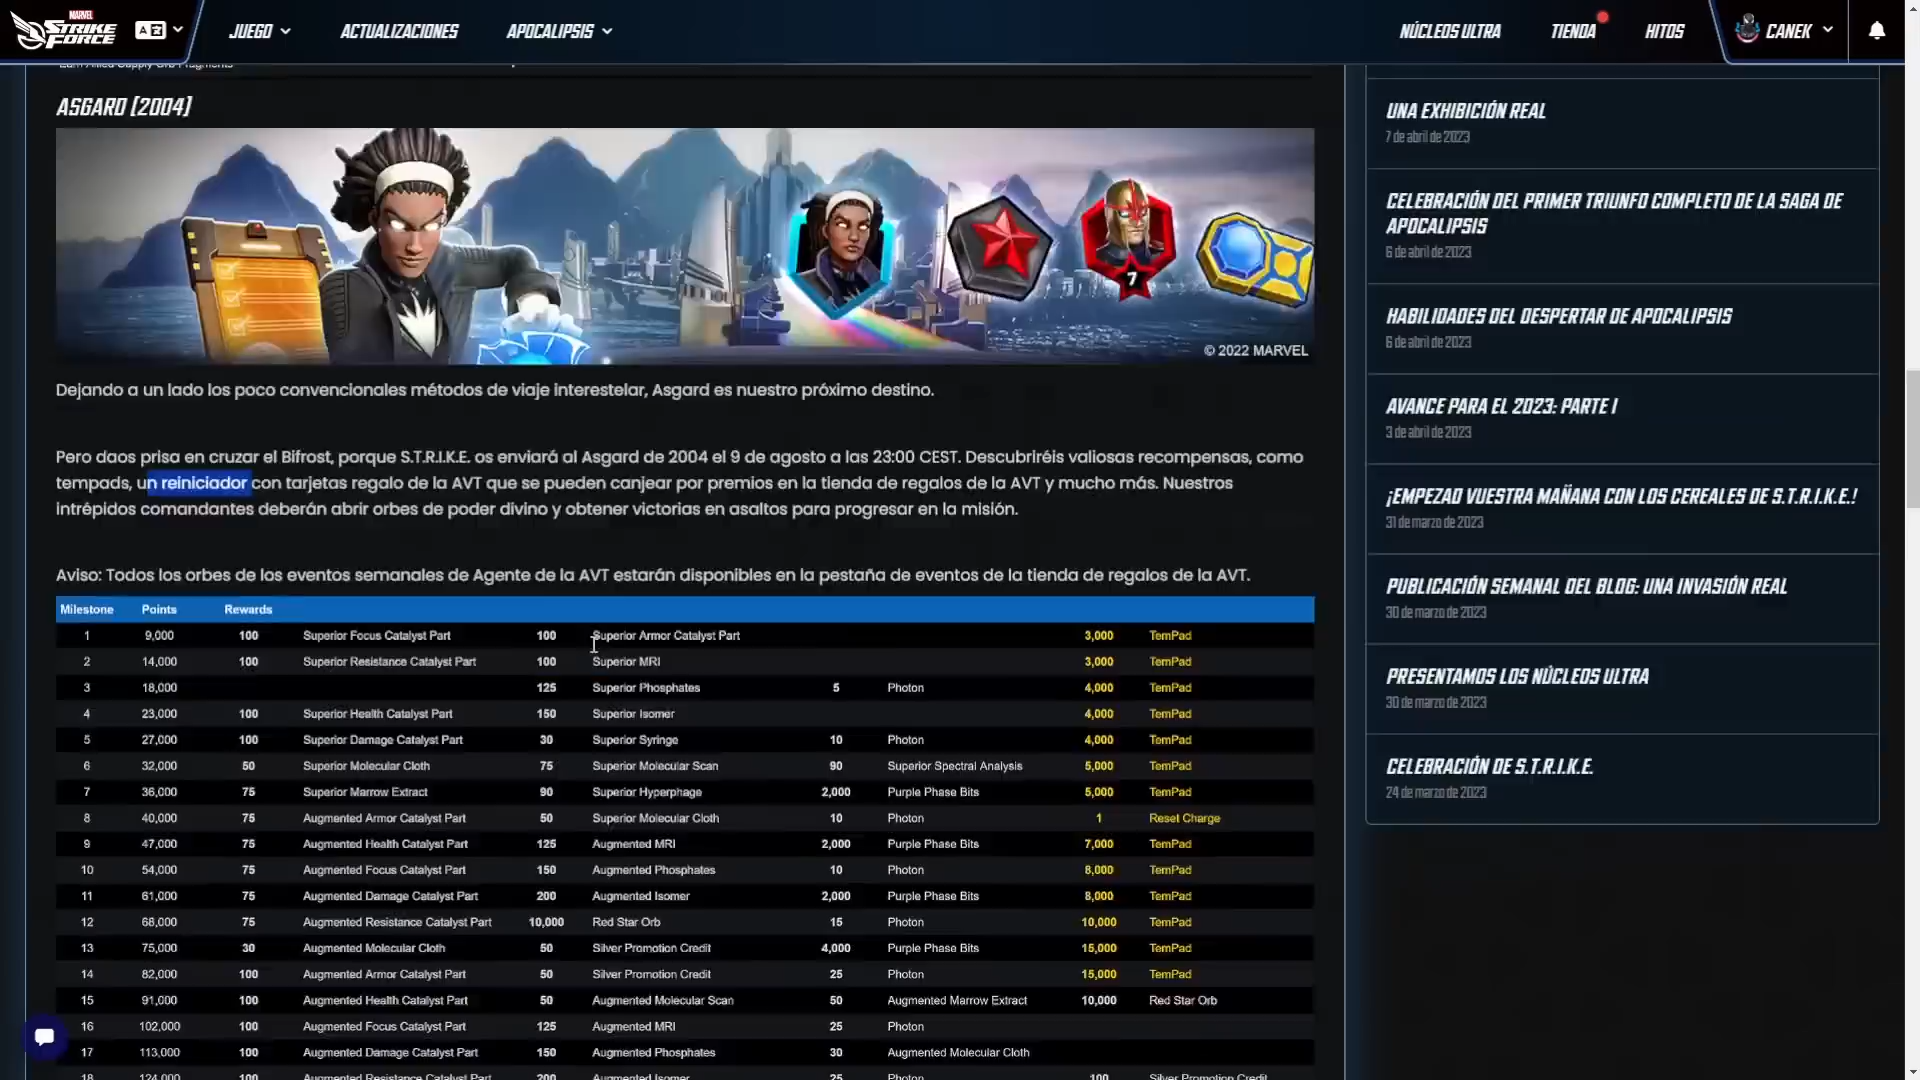 MARVEL
STRIKE
FORCE
JUEGO
ACTUALIZACIONES
APOCALIPSIS
NÚCLEOS ULTRA
TIENDA
HITOS
CANEK
Earn Allied Supply Orb Fragments
ASGARD [2004]
7
© 2022 MARVEL
Dejando a un lado los poco convencionales métodos de viaje interestelar, Asgard es nuestro próximo destino.
Pero daos prisa en cruzar el Bifrost, porque S.T.R.I.K.E. os enviará al Asgard de 2004 el 9 de agosto a las 23:00 CEST. Descubriréis valiosas recompensas, como
tempads, un reiniciador con tarjetas regalo de la AVT que se pueden canjear por premios en la tienda de regalos de la AVT y mucho más. Nuestros
intrépidos comandantes deberán abrir orbes de poder divino y obtener victorias en asaltos para progresar en la misión.
Aviso: Todos los orbes de los eventos semanales de Agente de la AVT estarán disponibles en la pestaña de eventos de la tienda de regalos de la AVT.
Milestone Points Rewards
1 9,000 100 Superior Focus Catalyst Part 100 Superior Armor Catalyst Part 3,000 TemPad
2 14,000 100 Superior Resistance Catalyst Part 100 Superior MRI 3,000 TemPad
3 18,000 125 Superior Phosphates 5 Photon 4,000 TemPad
4 23,000 100 Superior Health Catalyst Part 150 Superior Isomer 4,000 TemPad
5 27,000 100 Superior Damage Catalyst Part 30 Superior Syringe 10 Photon 4,000 TemPad
6 32,000 50 Superior Molecular Cloth 75 Superior Molecular Scan 90 Superior Spectral Analysis 5,000 TemPad
7 36,000 75 Superior Marrow Extract 90 Superior Hyperphage 2,000 Purple Phase Bits 5,000 TemPad
8 40,000 75 Augmented Armor Catalyst Part 50 Superior Molecular Cloth 10 Photon 1 Reset Charge
9 47,000 75 Augmented Health Catalyst Part 125 Augmented MRI 2,000 Purple Phase Bits 7,000 TemPad
10 54,000 75 Augmented Focus Catalyst Part 150 Augmented Phosphates 10 Photon 8,000 TemPad
11 61,000 75 Augmented Damage Catalyst Part 200 Augmented Isomer 2,000 Purple Phase Bits 8,000 TemPad
12 68,000 75 Augmented Resistance Catalyst Part 10,000 Red Star Orb 15 Photon 10,000 TemPad
13 75,000 30 Augmented Molecular Cloth 50 Silver Promotion Credit 4,000 Purple Phase Bits 15,000 TemPad
14 82,000 100 Augmented Armor Catalyst Part 50 Silver Promotion Credit 25 Photon 15,000 TemPad
15 91,000 100 Augmented Health Catalyst Part 50 Augmented Molecular Scan 50 Augmented Marrow Extract 10,000 Red Star Orb
16 102,000 100 Augmented Focus Catalyst Part 125 Augmented MRI 25 Photon
17 113,000 100 Augmented Damage Catalyst Part 150 Augmented Phosphates 30 Augmented Molecular Cloth
18 124,000 100 Augmented Resistance Catalyst Part 200 Augmented Isomer 25 Photon 100 Silver Promotion Credit
UNA EXHIBICIÓN REAL
7 de abril de 2023
CELEBRACIÓN DEL PRIMER TRIUNFO COMPLETO DE LA SAGA DE
APOCALIPSIS
6 de abril de 2023
HABILIDADES DEL DESPERTAR DE APOCALIPSIS
6 de abril de 2023
AVANCE PARA EL 2023: PARTE I
3 de abril de 2023
¡EMPEZAD VUESTRA MAÑANA CON LOS CEREALES DE S.T.R.I.K.E.!
31 de marzo de 2023
PUBLICACIÓN SEMANAL DEL BLOG: UNA INVASIÓN REAL
30 de marzo de 2023
PRESENTAMOS LOS NÚCLEOS ULTRA
30 de marzo de 2023
CELEBRACIÓN DE S.T.R.I.K.E.
24 de marzo de 2023